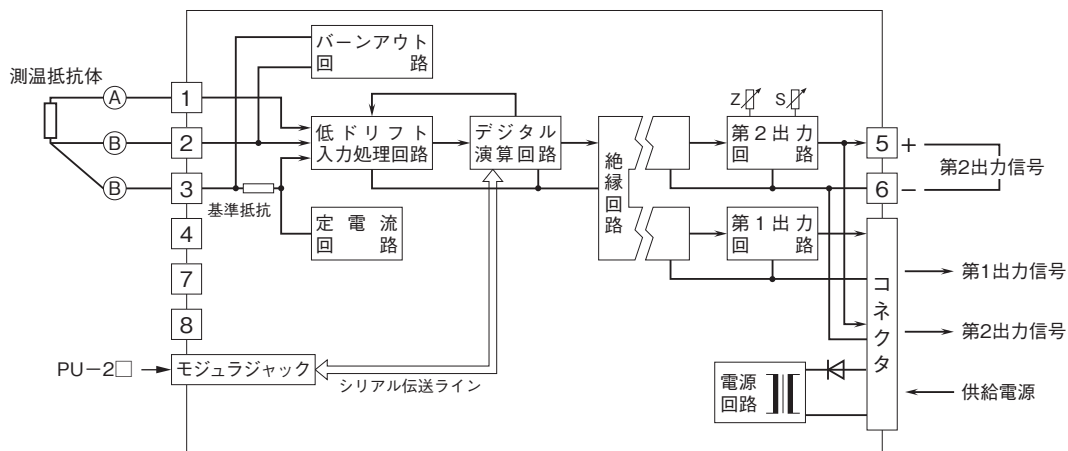 測温抵抗体
A
B
B
1
2
3
4
7
8
バーンアウト
回路
低ドリフト
入力処理回路
デジタル
演算回路
基準抵抗
定電流
回路
絶縁回路
Z
S
第2出力
回路
第1出力
回路
5
+
6
−
第2出力信号
コネクタ
第1出力信号
第2出力信号
供給電源
電源
回路
PU−2□
モジュラジャック
シリアル伝送ライン